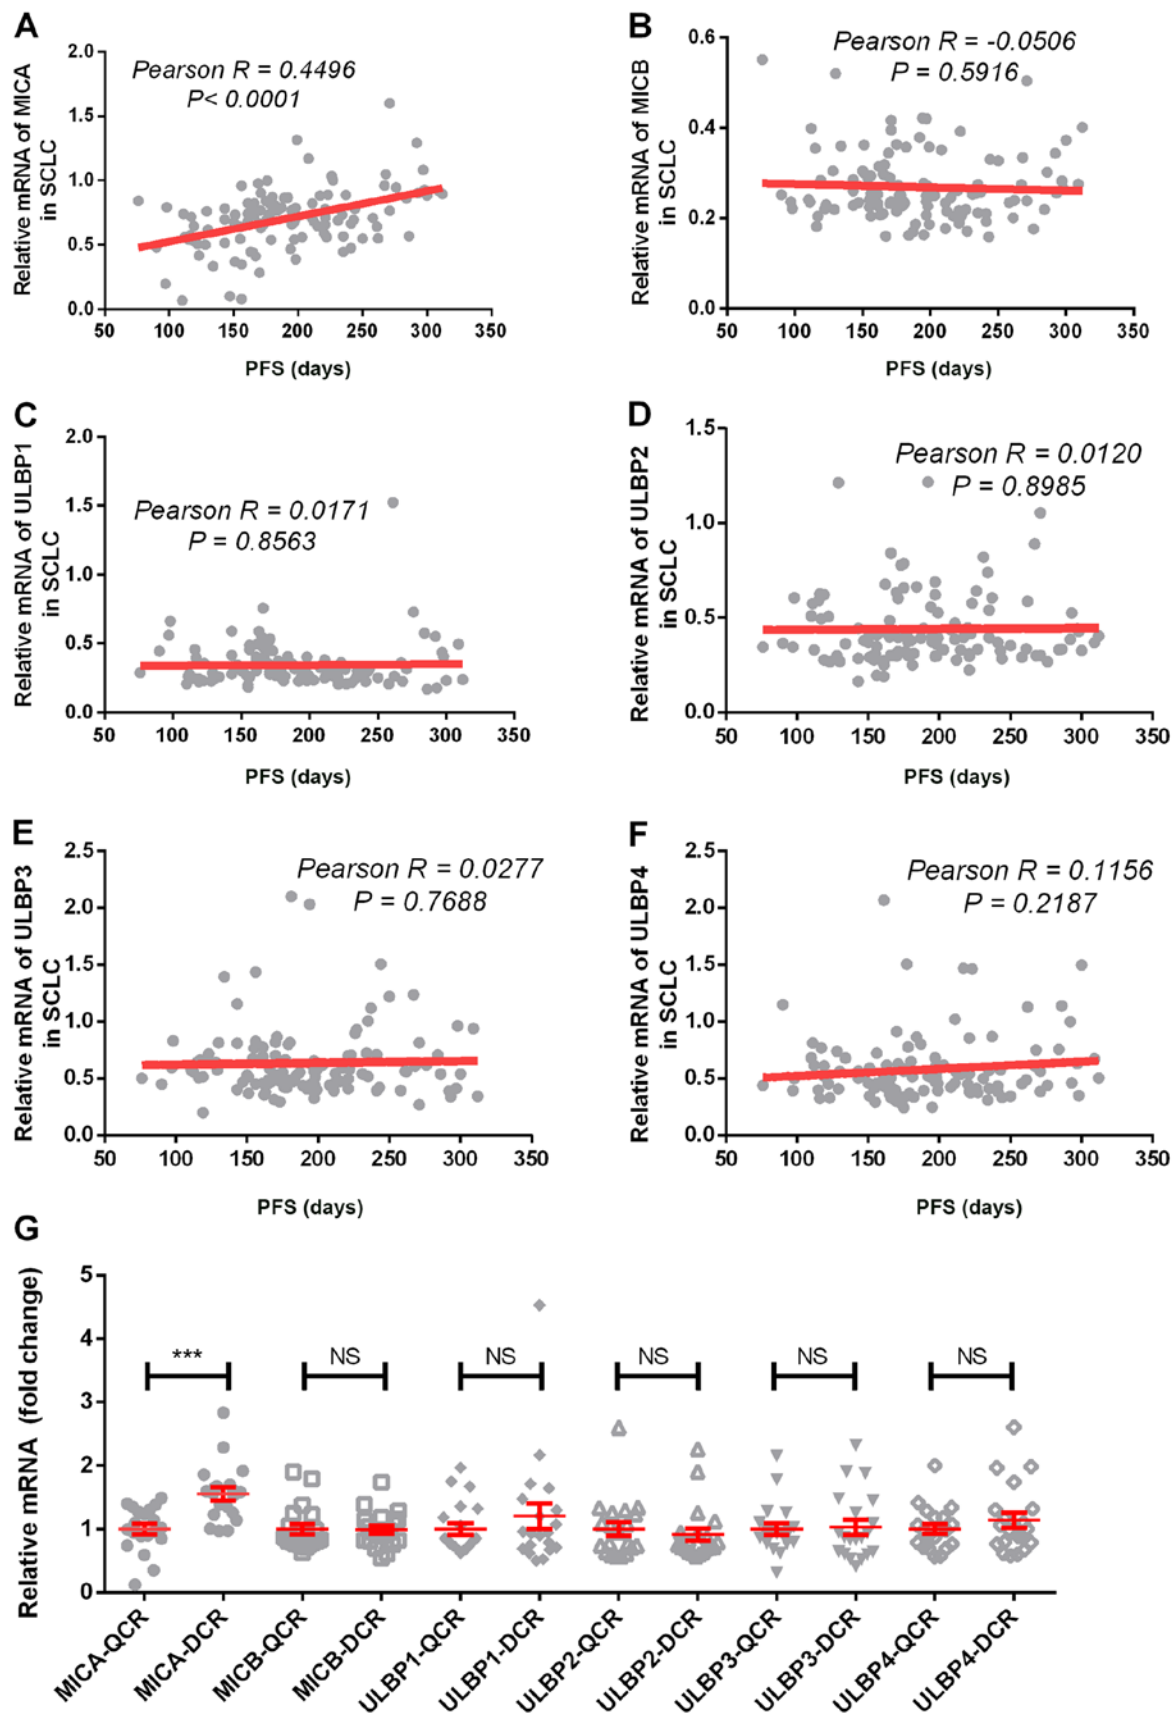 A
Relative mRNA of MICA
in SCLC
2.0
1.5
1.0
0.5
0.0
Pearson R = 0.4496
P< 0.0001
50 100 150 200 250 300 350
PFS (days)
B
Relative mRNA of MICB
in SCLC
0.6
0.4
0.2
0.0
Pearson R = -0.0506
P = 0.5916
50 100 150 200 250 300 350
PFS (days)
C
Relative mRNA of ULBP1
in SCLC
2.0
1.5
1.0
0.5
0.0
Pearson R = 0.0171
P = 0.8563
50 100 150 200 250 300 350
PFS (days)
D
Relative mRNA of ULBP2
in SCLC
1.5
1.0
0.5
0.0
Pearson R = 0.0120
P = 0.8985
50 100 150 200 250 300 350
PFS (days)
E
Relative mRNA of ULBP3
in SCLC
2.5
2.0
1.5
1.0
0.5
0.0
Pearson R = 0.0277
P = 0.7688
50 100 150 200 250 300 350
PFS (days)
F
Relative mRNA of ULBP4
in SCLC
2.5
2.0
1.5
1.0
0.5
0.0
Pearson R = 0.1156
P = 0.2187
50 100 150 200 250 300 350
PFS (days)
G
Relative mRNA (fold change)
5
4
3
2
1
0
*** NS NS NS NS NS
MICA-QCR
MICA-DCR
MICB-QCR
MICB-DCR
ULBP1-QCR
ULBP1-DCR
ULBP2-QCR
ULBP2-DCR
ULBP3-QCR
ULBP3-DCR
ULBP4-QCR
ULBP4-DCR